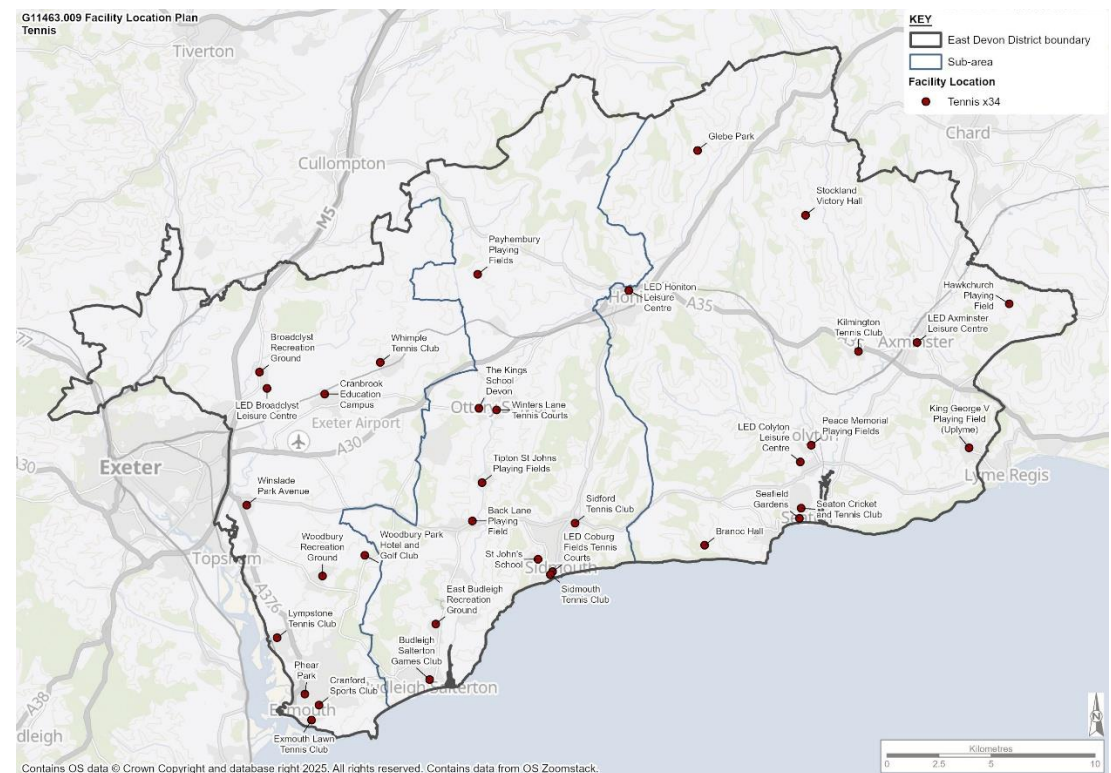 G11463.009 Facility Location Plan
Tennis
KEY
East Devon District boundary
Sub-area
Facility Location
Tennis x34
Tiverton
Cullompton
M5
Chard
Glebe Park
Stockland
Victory Hall
Payhembury
Playing
Fields
LED Honiton
Leisure
Centre
A35
Hawkchurch
Playing
Field
LED Axminster
Leisure Centre
Kilmington
Tennis Club
Axminster
Broadclyst
Recreation
Ground
Whimple
Tennis Club
LED Broadclyst
Leisure Centre
Cranbrook
Education
Campus
The Kings
School
Devon
Winters Lane
Tennis Courts
Exeter Airport
A30
King George V
Playing Field
(Uplyme)
LED Colyton
Leisure
Centre
Peace Memorial
Playing Fields
Lyme Regis
A30
Exeter
Tipton St Johns
Playing Fields
Winslade
Park Avenue
Back Lane
Playing
Field
Sidford
Tennis Club
Seafield
Gardens
Seaton Cricket
and Tennis Club
Branoc Hall
Topsham
A376
Woodbury
Recreation
Ground
Woodbury Park
Hotel and
Golf Club
St John's
School
LED Coburg
Fields Tennis
Courts
Sidmouth
Sidmouth
Tennis Club
East Budleigh
Recreation
Ground
Lympstone
Tennis Club
Budleigh
Salterton
Games Club
Phear
Park
Cranford
Sports Club
Exmouth Lawn
Tennis Club
A38
Kilometres
0 2.5 5 10
N
Contains OS data © Crown Copyright and database right 2025. All rights reserved. Contains data from OS Zoomstack.